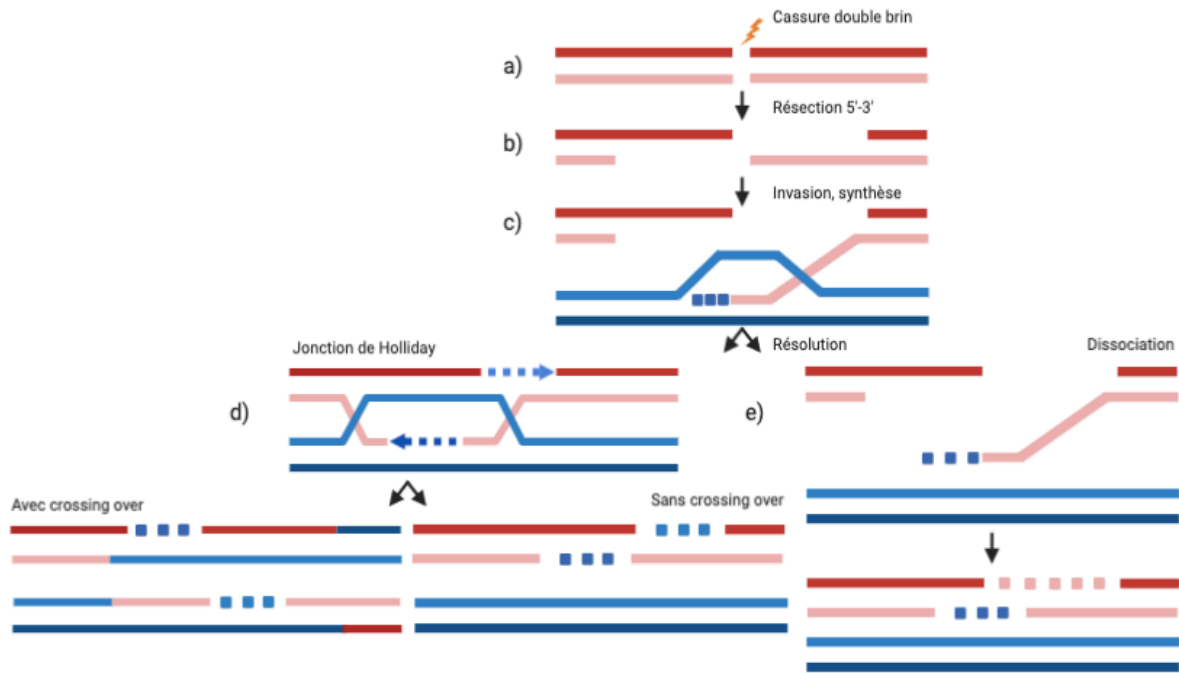 Cassure double brin
a)
Résection 5'-3'
b)
Invasion, synthèse
c)
Résolution
Jonction de Holliday
Dissociation
d)
e)
Avec crossing over
Sans crossing over